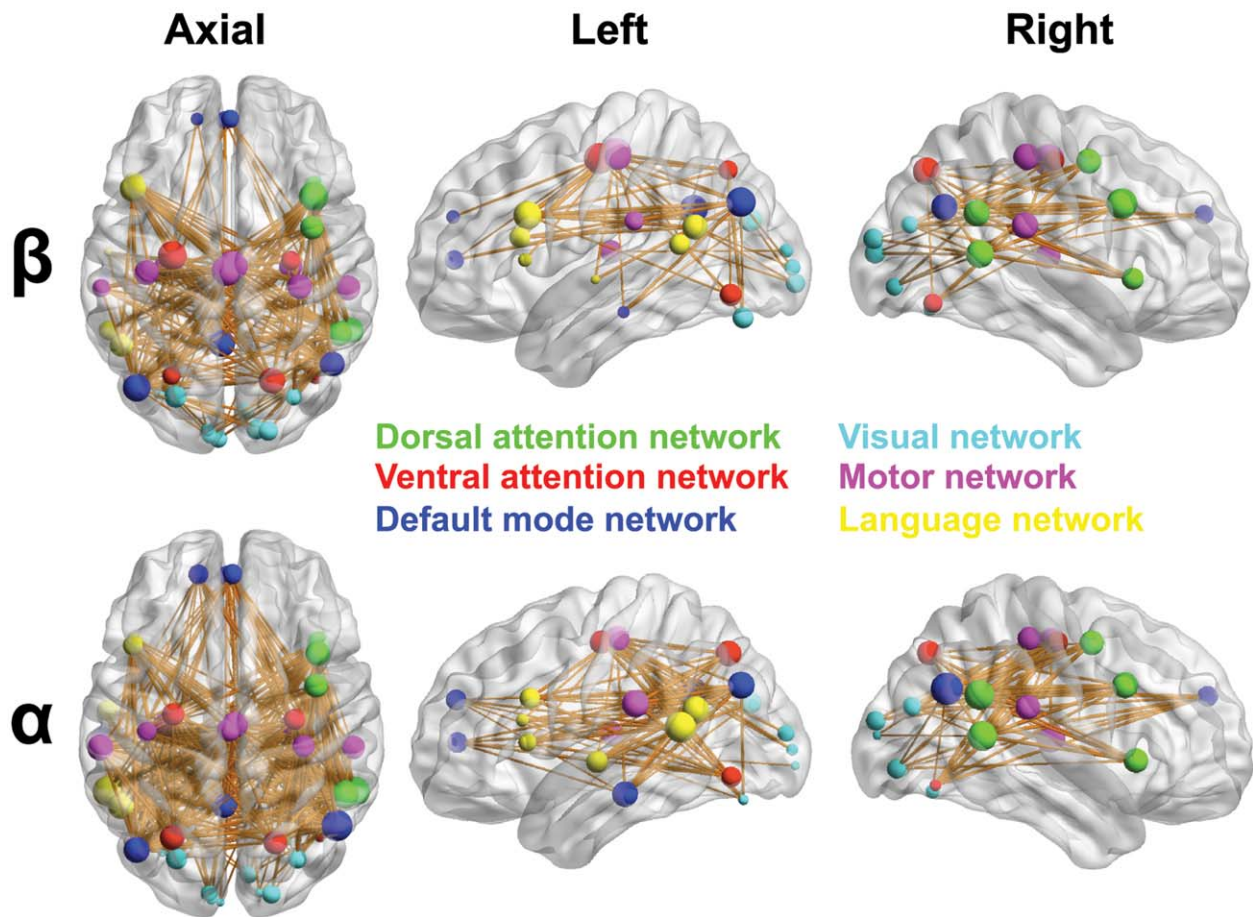 Axial Left Right
β
Dorsal attention network Visual network
Ventral attention network Motor network
Default mode network Language network
α